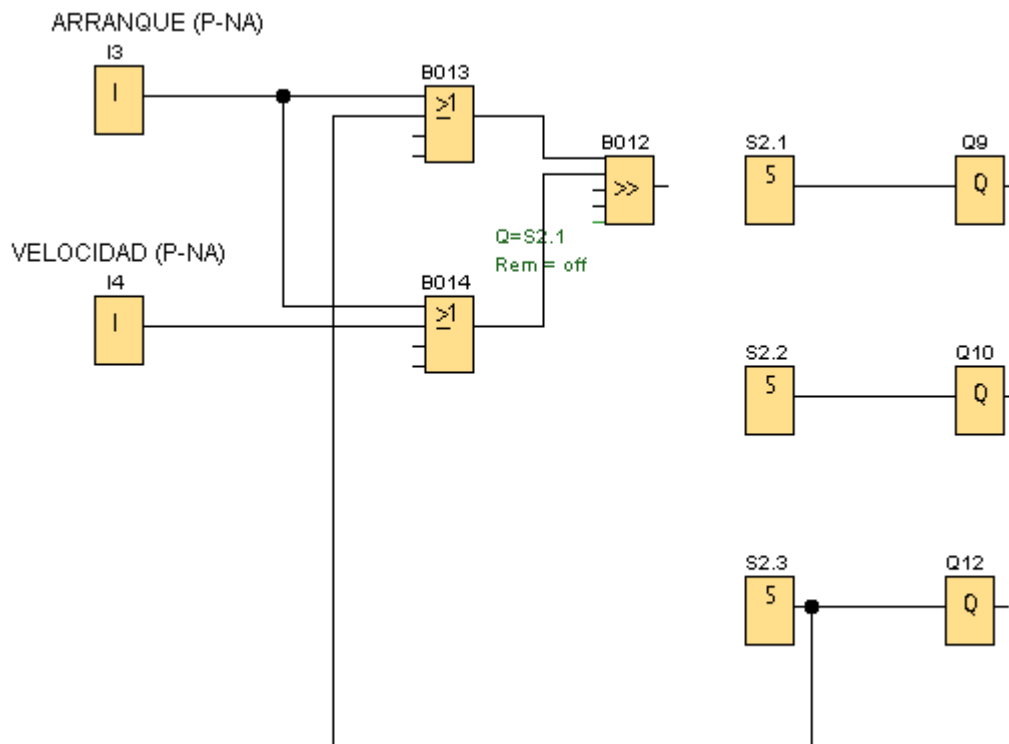 ARRANQUE (P-NA)
I3
I
B013
≥1
B012
>>
S2.1
S
Q9
Q
Q=S2.1
Rem = off
VELOCIDAD (P-NA)
I4
I
B014
≥1
S2.2
S
Q10
Q
S2.3
S
Q12
Q